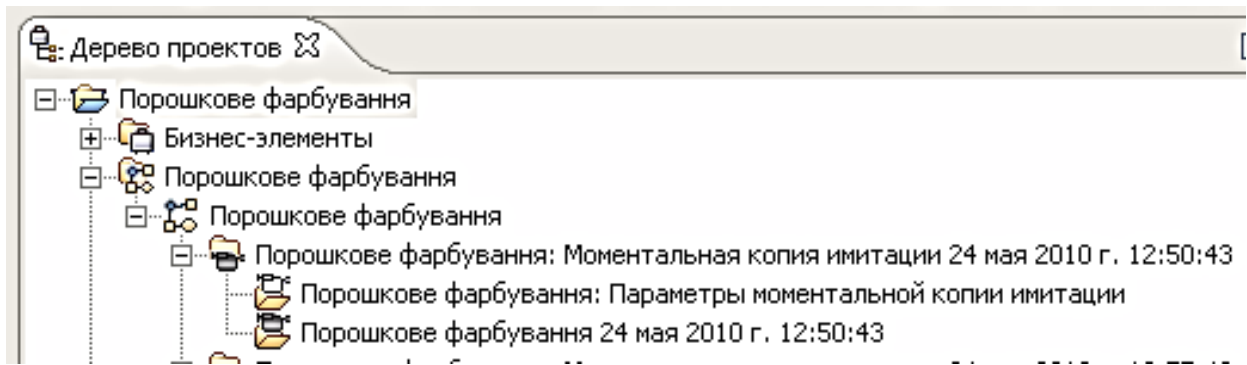 Дерево проектов
Порошкове фарбування
Бизнес-элементы
Порошкове фарбування
Порошкове фарбування
Порошкове фарбування: Моментальная копия имитации 24 мая 2010 г. 12:50:43
Порошкове фарбування: Параметры моментальной копии имитации
Порошкове фарбування 24 мая 2010 г. 12:50:43